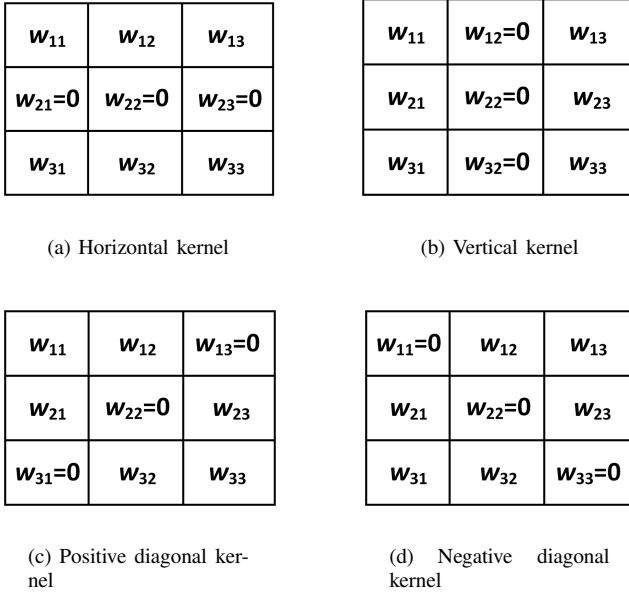 w₁₁ w₁₂ w₁₃
w₂₁=0 w₂₂=0 w₂₃=0
w₃₁ w₃₂ w₃₃
(a) Horizontal kernel
w₁₁ w₁₂=0 w₁₃
w₂₁ w₂₂=0 w₂₃
w₃₁ w₃₂=0 w₃₃
(b) Vertical kernel
w₁₁ w₁₂ w₁₃=0
w₂₁ w₂₂=0 w₂₃
w₃₁=0 w₃₂ w₃₃
(c) Positive diagonal ker-
nel
w₁₁=0 w₁₂ w₁₃
w₂₁ w₂₂=0 w₂₃
w₃₁ w₃₂ w₃₃=0
(d) Negative diagonal
kernel